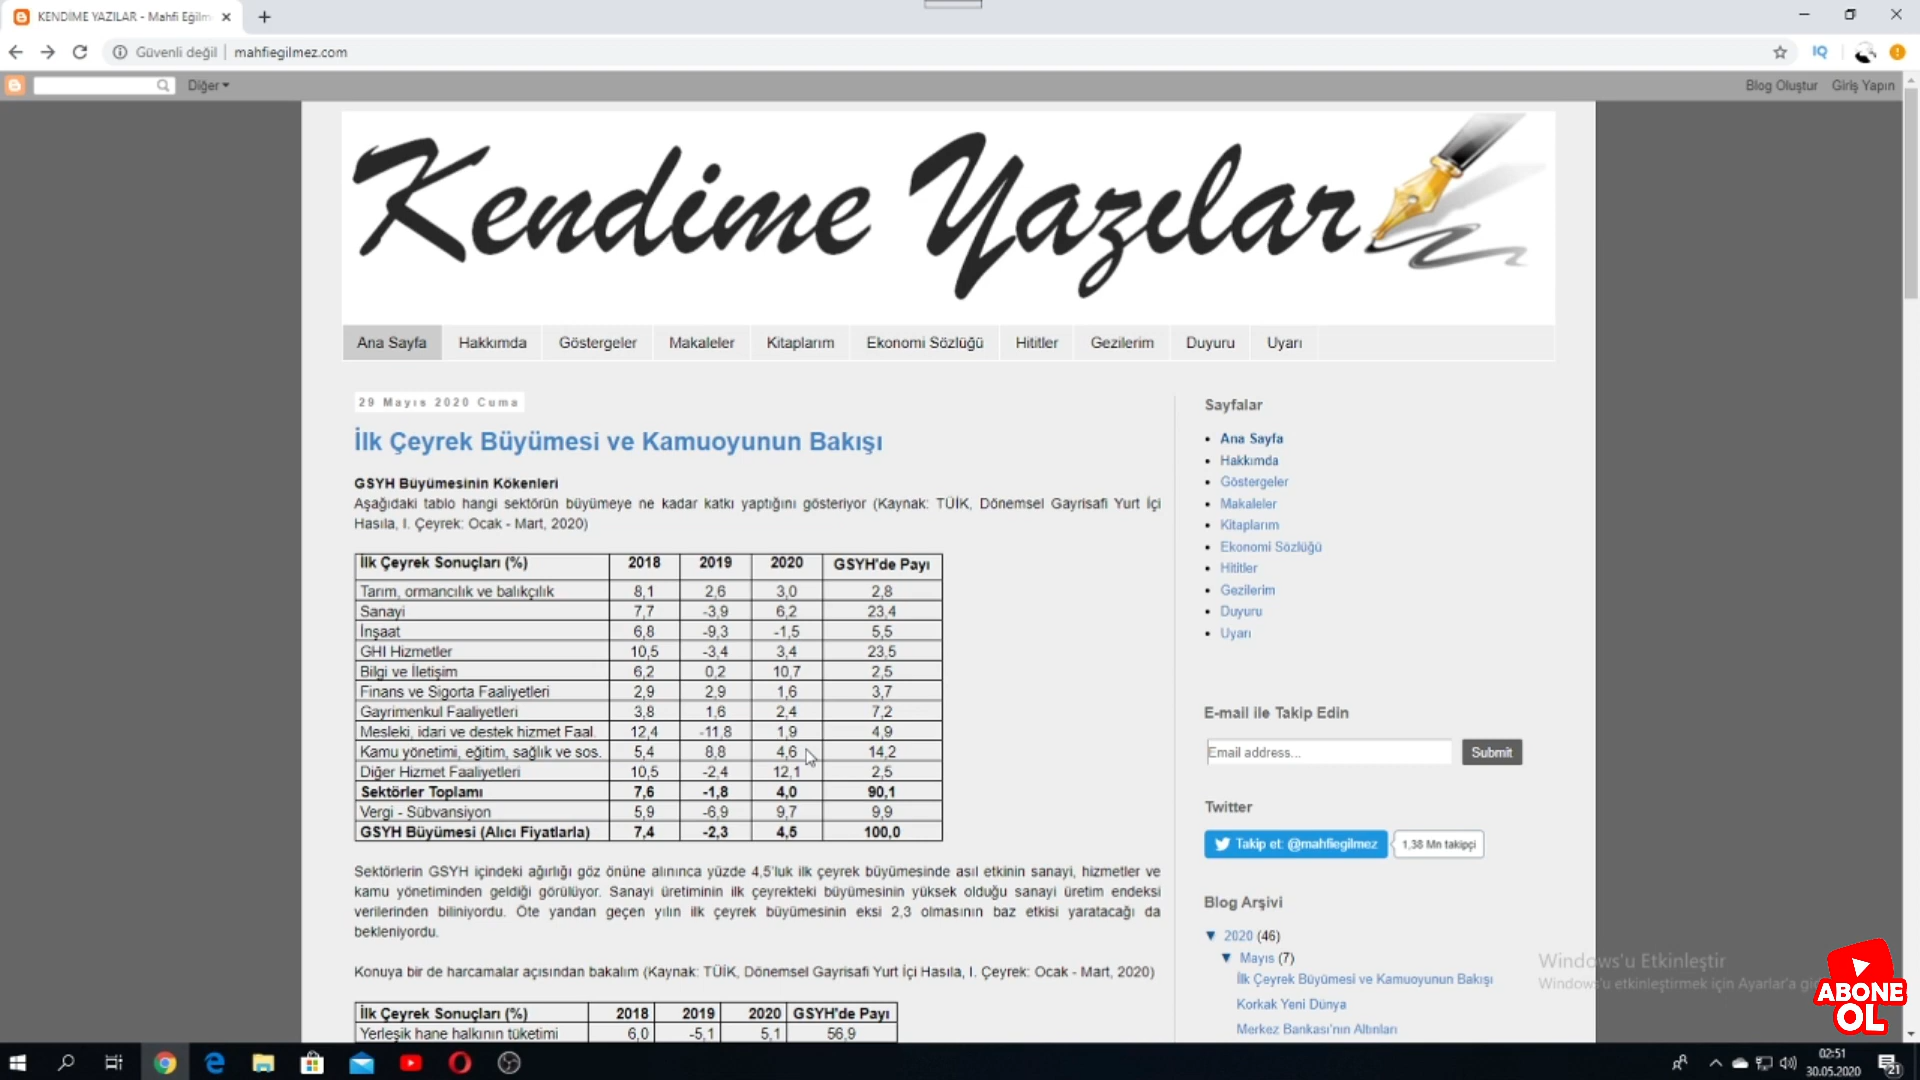 KENDİME YAZILAR - Mahfi Eğilm
Güvenli değil | mahfiegilmez.com
IQ
Diğer
Blog Oluştur Giriş Yapın
Kendime Yazılar
Ana Sayfa Hakkımda Göstergeler Makaleler Kitaplarım Ekonomi Sözlüğü Hititler Gezilerim Duyuru Uyarı
29 Mayıs 2020 Cuma
İlk Çeyrek Büyümesi ve Kamuoyunun Bakışı
GSYH Büyümesinin Kökenleri
Aşağıdaki tablo hangi sektörün büyümeye ne kadar katkı yaptığını gösteriyor (Kaynak: TÜİK, Dönemsel Gayrisafi Yurt İçi
Hasıla, I. Çeyrek: Ocak - Mart, 2020)
İlk Çeyrek Sonuçları (%) 2018 2019 2020 GSYH'de Payı
Tarım, ormancılık ve balıkçılık 8,1 2,6 3,0 2,8
Sanayi 7,7 -3,9 6,2 23,4
İnşaat 6,8 -9,3 -1,5 5,5
GHI Hizmetler 10,5 -3,4 3,4 23,5
Bilgi ve İletişim 6,2 0,2 10,7 2,5
Finans ve Sigorta Faaliyetleri 2,9 2,9 1,6 3,7
Gayrimenkul Faaliyetleri 3,8 1,6 2,4 7,2
Mesleki, idari ve destek hizmet Faal. 12,4 -11,8 1,9 4,9
Kamu yönetimi, eğitim, sağlık ve sos. 5,4 8,8 4,6 14,2
Diğer Hizmet Faaliyetleri 10,5 -2,4 12,1 2,5
Sektörler Toplamı 7,6 -1,8 4,0 90,1
Vergi - Sübvansiyon 5,9 -6,9 9,7 9,9
GSYH Büyümesi (Alıcı Fiyatlarla) 7,4 -2,3 4,5 100,0
Sektörlerin GSYH içindeki ağırlığı göz önüne alınınca yüzde 4,5'luk ilk çeyrek büyümesinde asıl etkinin sanayi, hizmetler ve
kamu yönetiminden geldiği görülüyor. Sanayi üretiminin ilk çeyrekteki büyümesinin yüksek olduğu sanayi üretim endeksi
verilerinden biliniyordu. Öte yandan geçen yılın ilk çeyrek büyümesinin eksi 2,3 olmasının baz etkisi yaratacağı da
bekleniyordu.
Konuya bir de harcamalar açısından bakalım (Kaynak: TÜİK, Dönemsel Gayrisafi Yurt İçi Hasıla, I. Çeyrek: Ocak - Mart, 2020)
İlk Çeyrek Sonuçları (%) 2018 2019 2020 GSYH'de Payı
Yerleşik hane halkının tüketimi 6,0 -5,1 5,1 56,9
Sayfalar
Ana Sayfa
Hakkımda
Göstergeler
Makaleler
Kitaplarım
Ekonomi Sözlüğü
Hititler
Gezilerim
Duyuru
Uyarı
E-mail ile Takip Edin
Email address...
Submit
Twitter
Takip et: @mahfiegilmez
1,38 Mn takipçi
Blog Arşivi
▼ 2020 (46)
▼ Mayıs (7)
İlk Çeyrek Büyümesi ve Kamuoyunun Bakışı
Korkak Yeni Dünya
Merkez Bankası'nın Altınları
Windows'u Etkinleştir
Windows'u etkinleştirmek için Ayarlar'a
ABONE
OL
02:51
30.05.2020
21